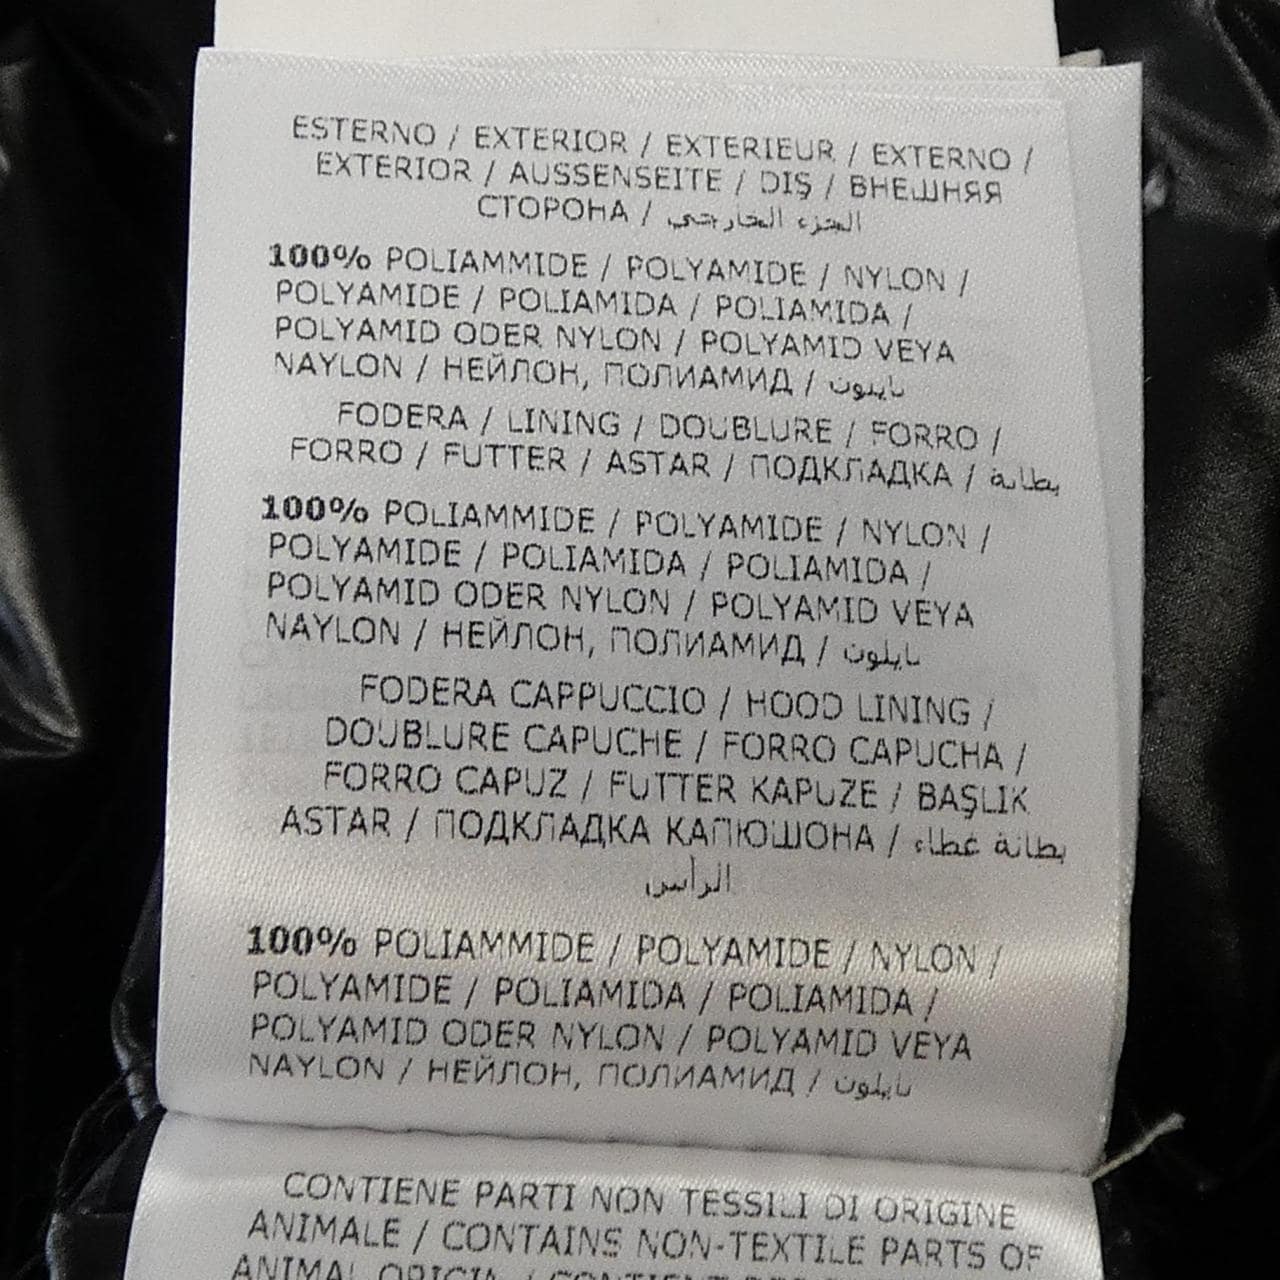 ESTERNO / EXTERIOR / EXTERIEUR / EXTERNO /
EXTERIOR / AUSSENSEITE / DIŞ / ВНЕШНЯЯ
СТОРОНА / الجزء الخارجي
100% POLIAMMIDE / POLYAMIDE / NYLON /
POLYAMIDE / POLIAMIDA / POLIAMIDA /
POLYAMID ODER NYLON / POLYAMID VEYA
NAYLON / НЕЙЛОН, ПОЛИАМИД / نايلون
FODERA / LINING / DOUBLURE / FORRO /
FORRO / FUTTER / ASTAR / ПОДКЛАДКА / بطانة
100% POLIAMMIDE / POLYAMIDE / NYLON /
POLYAMIDE / POLIAMIDA / POLIAMIDA /
POLYAMID ODER NYLON / POLYAMID VEYA
NAYLON / НЕЙЛОН, ПОЛИАМИД / نايلون
FODERA CAPPUCCIO / HOOD LINING /
DOUBLURE CAPUCHE / FORRO CAPUCHA /
FORRO CAPUZ / FUTTER KAPUZE / BAŞLIK
ASTAR / ПОДКЛАДКА КАПЮШОНА / بطانة غطاء
الرأس
100% POLIAMMIDE / POLYAMIDE / NYLON /
POLYAMIDE / POLIAMIDA / POLIAMIDA /
POLYAMID ODER NYLON / POLYAMID VEYA
NAYLON / НЕЙЛОН, ПОЛИАМИД / نايلون
CONTIENE PARTI NON TESSILI DI ORIGINE
ANIMALE / CONTAINS NON-TEXTILE PARTS OF
ANIMAL ORIGIN /